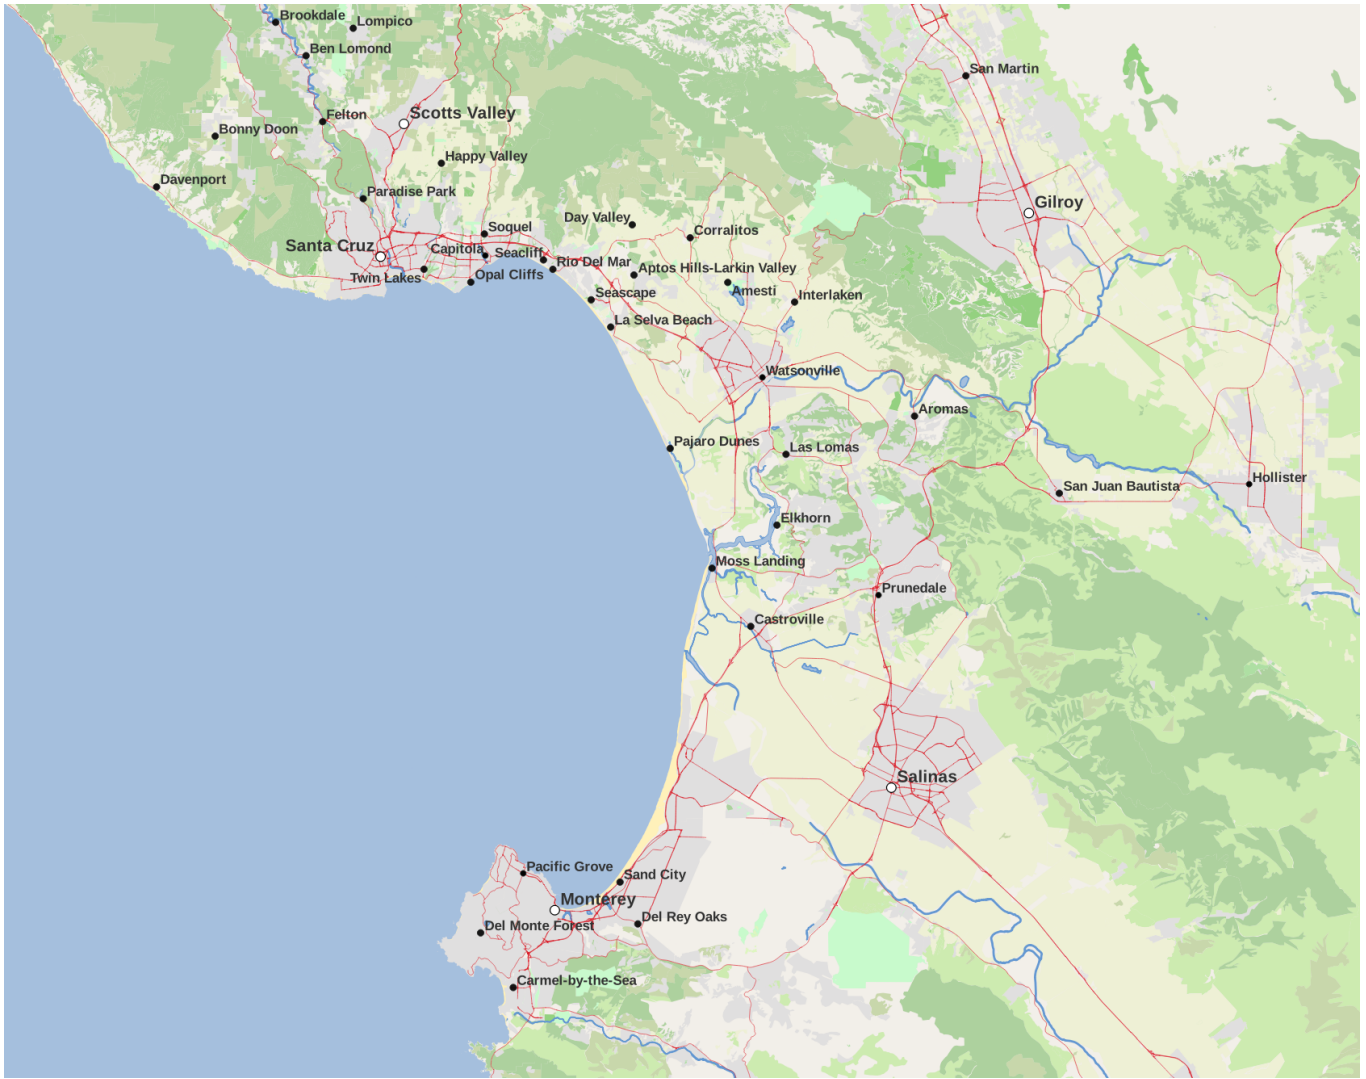 Brookdale
Lompico
Ben Lomond
San Martin
Felton
Scotts Valley
Bonny Doon
Happy Valley
Davenport
Paradise Park
Gilroy
Day Valley
Soquel
Corralitos
Santa Cruz
Capitola
Seacliff
Rio Del Mar
Twin Lakes
Opal Cliffs
Aptos Hills-Larkin Valley
Amesti
Seascape
Interlaken
La Selva Beach
Watsonville
Aromas
Pajaro Dunes
Las Lomas
San Juan Bautista
Hollister
Elkhorn
Moss Landing
Prunedale
Castroville
Salinas
Pacific Grove
Sand City
Monterey
Del Rey Oaks
Del Monte Forest
Carmel-by-the-Sea